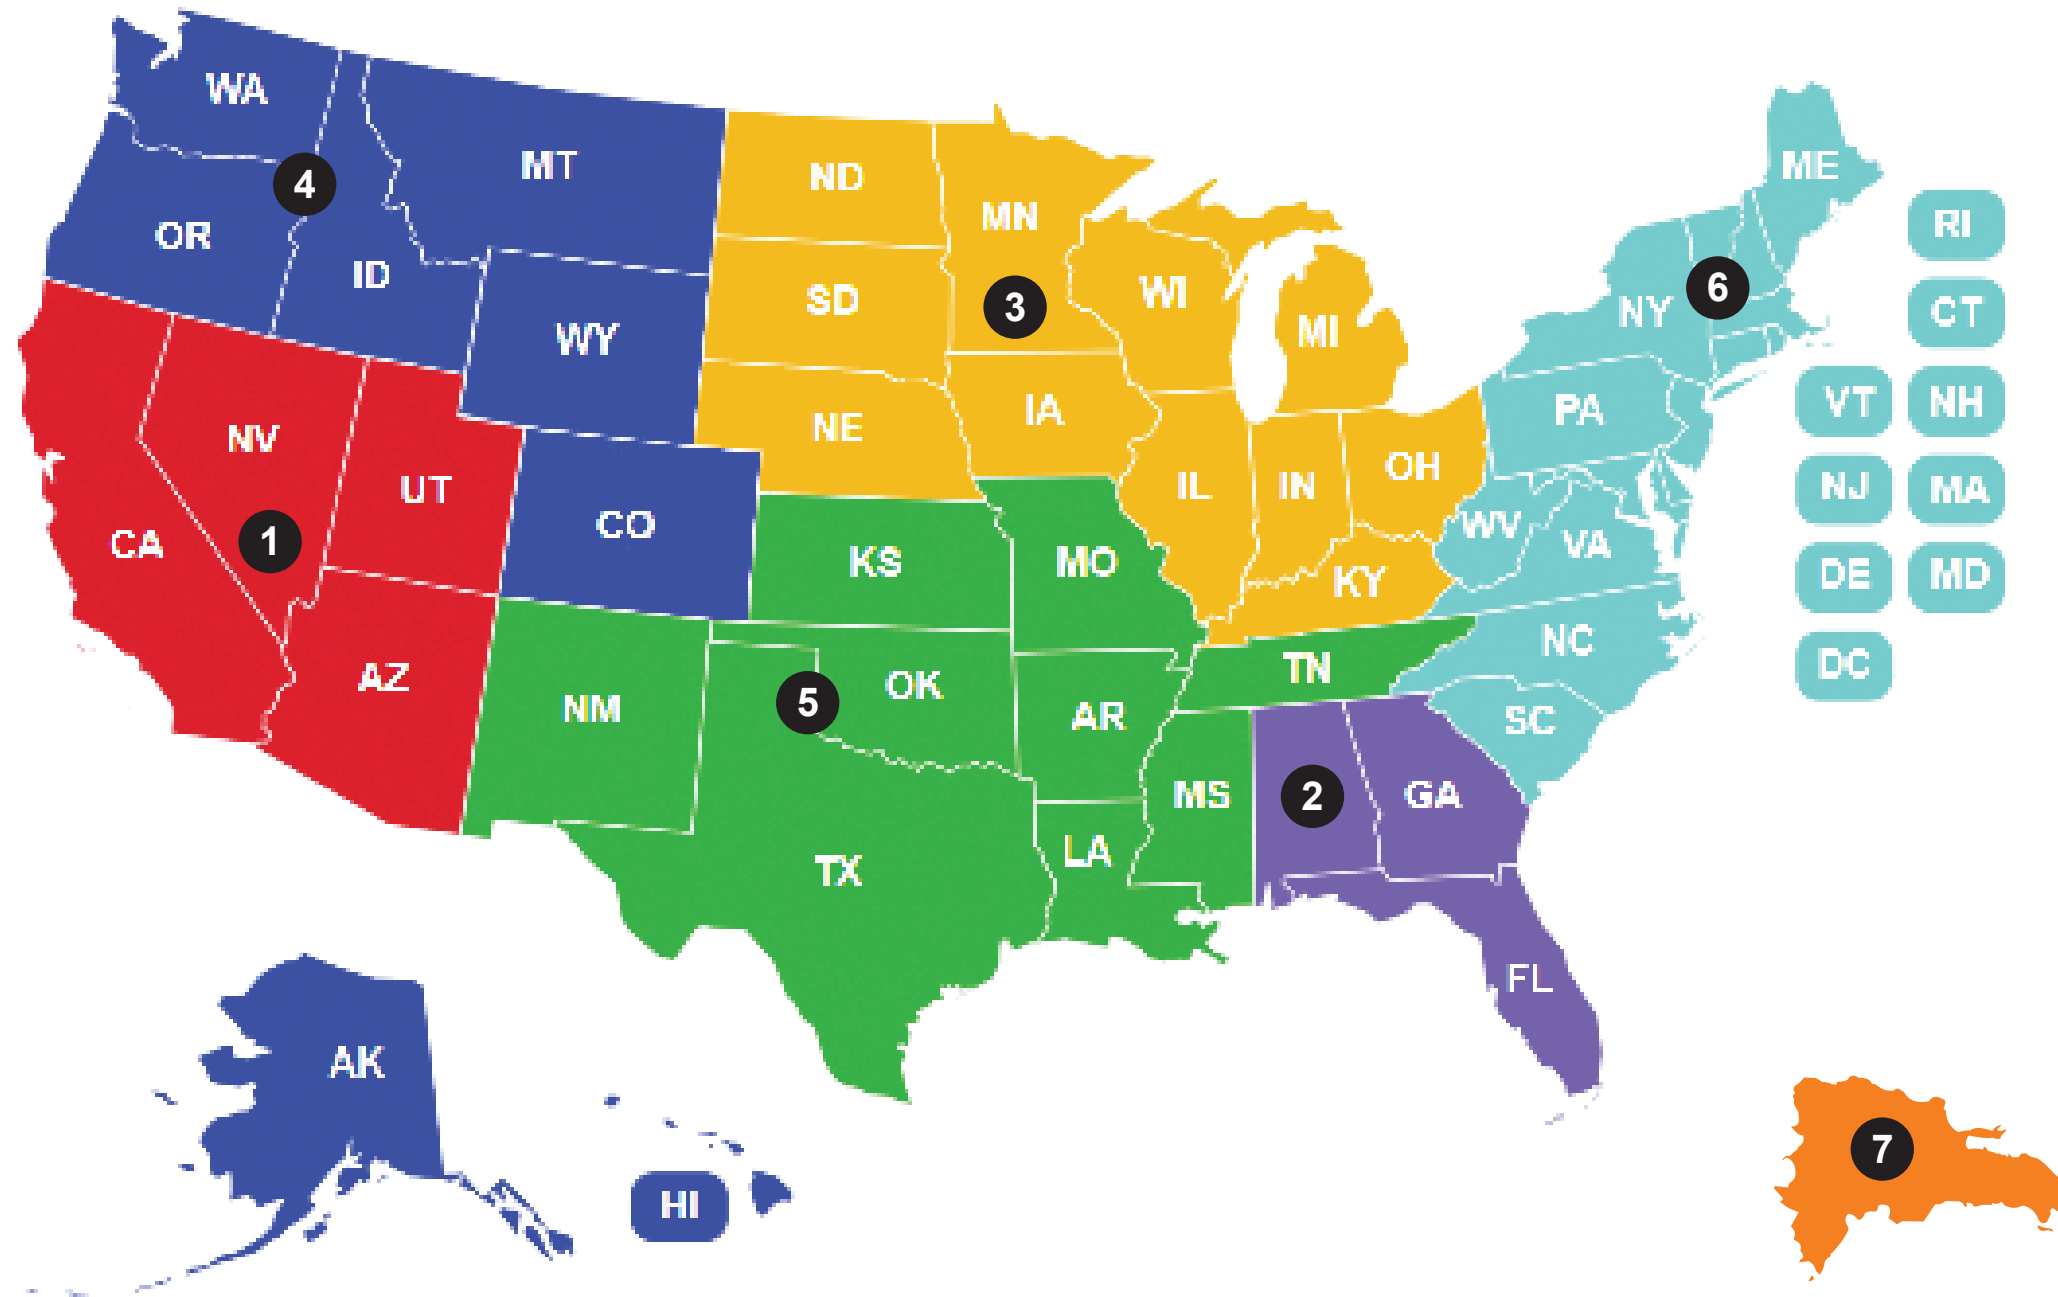 WA
MT
ND
MN
ME
4
OR
ID
SD
3
WI
MI
NY
6
RI
CT
WY
NE
IA
PA
VT
NH
NV
UT
CO
IL
IN
OH
WV
VA
NJ
MA
CA
1
KS
MO
KY
DE
MD
AZ
NM
5
OK
AR
TN
NC
SC
DC
TX
LA
MS
2
GA
FL
AK
HI
7